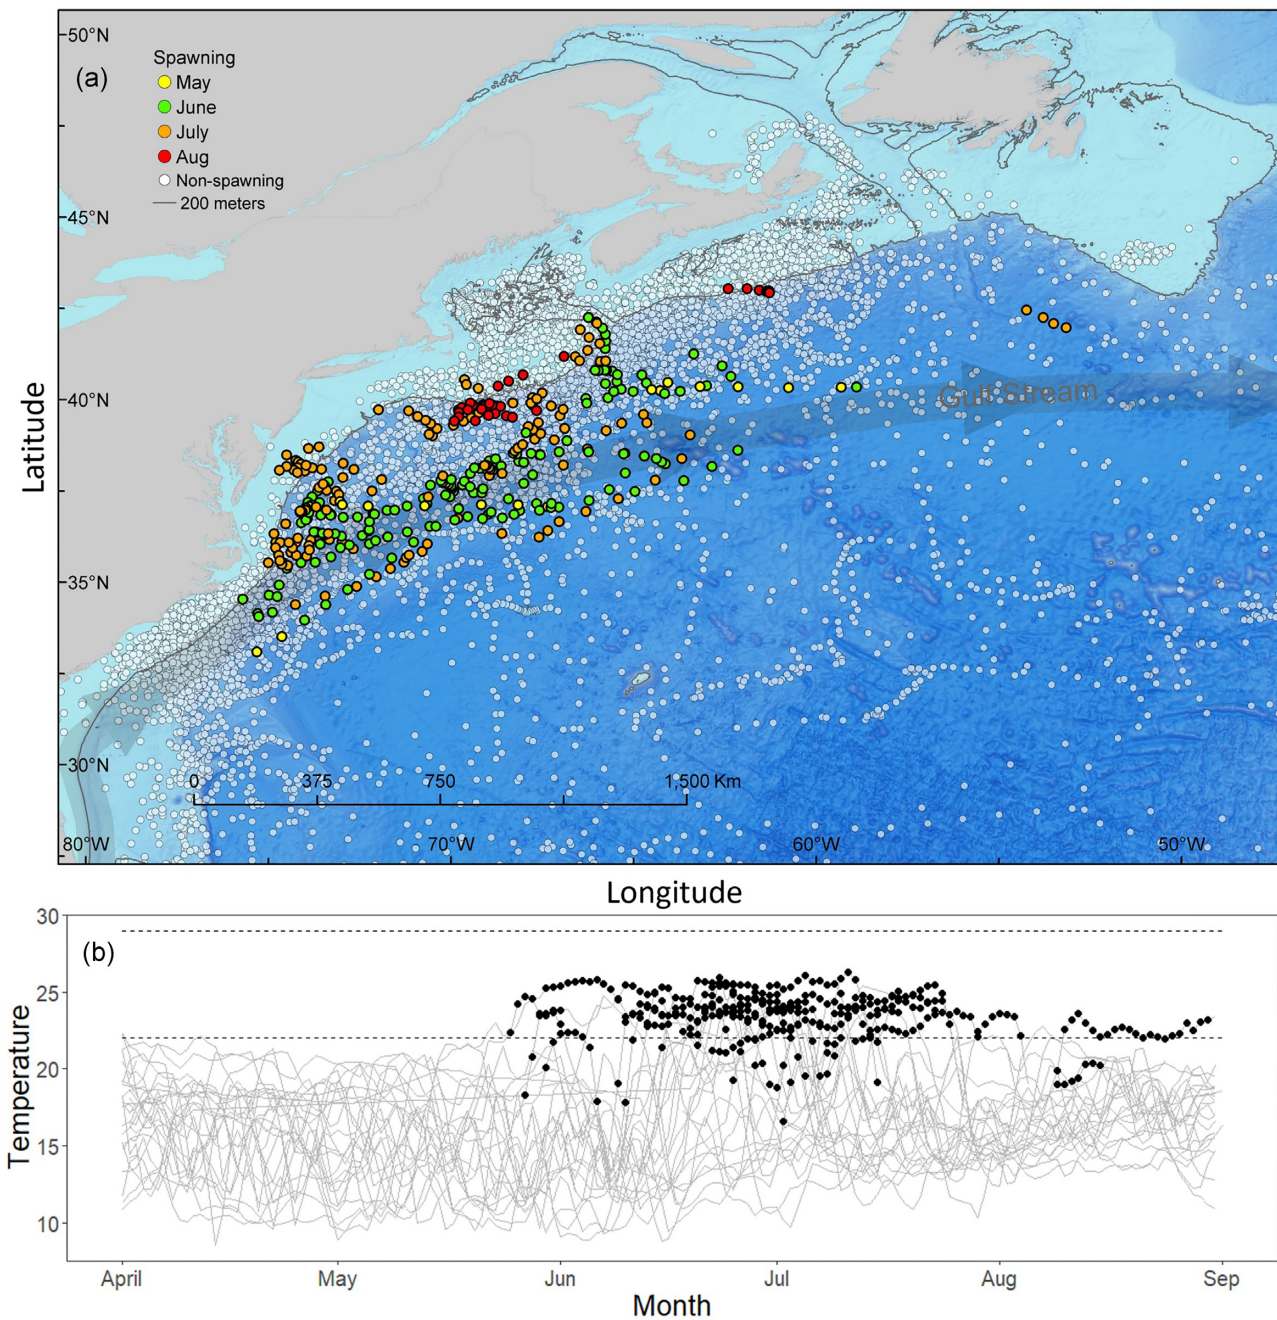 50°N
(a)
Spawning
May
June
July
Aug
Non-spawning
200 meters
45°N
40°N
Gulf Stream
35°N
30°N
0 375 750 1,500 Km
80°W 70°W 60°W 50°W
Latitude
Longitude
(b)
30
25
20
15
10
Temperature
April May Jun Jul Aug Sep
Month